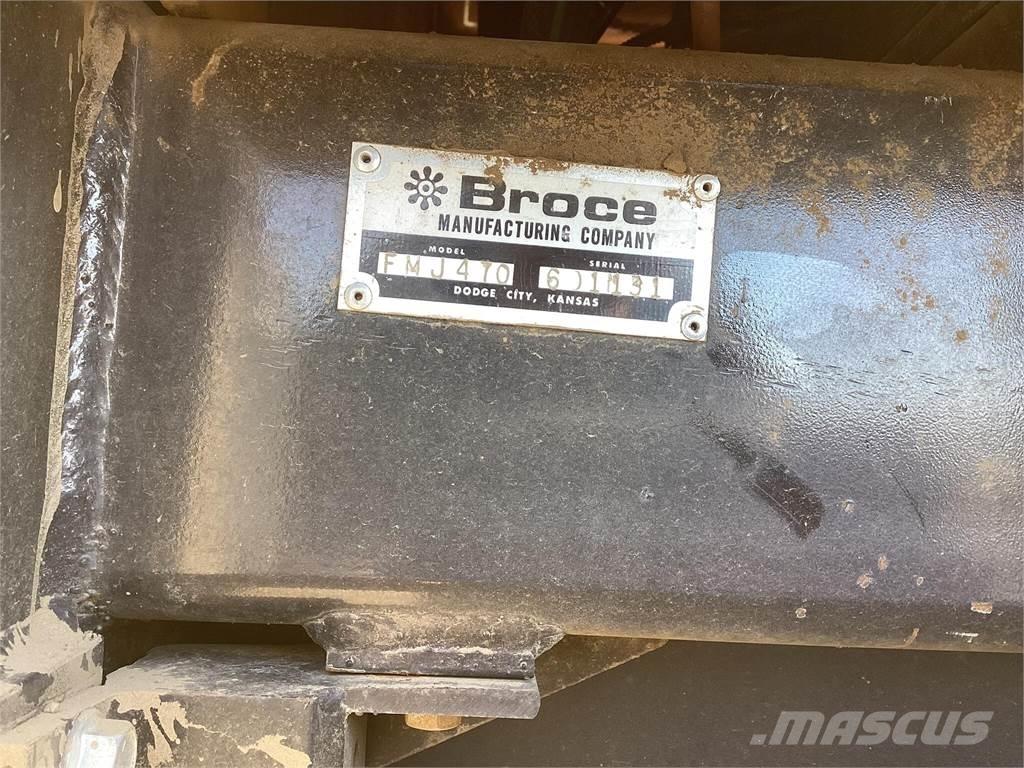 Broce
MANUFACTURING COMPANY
MODEL SERIAL
FMJ470
DODGE CITY, KANSAS
MASCUS